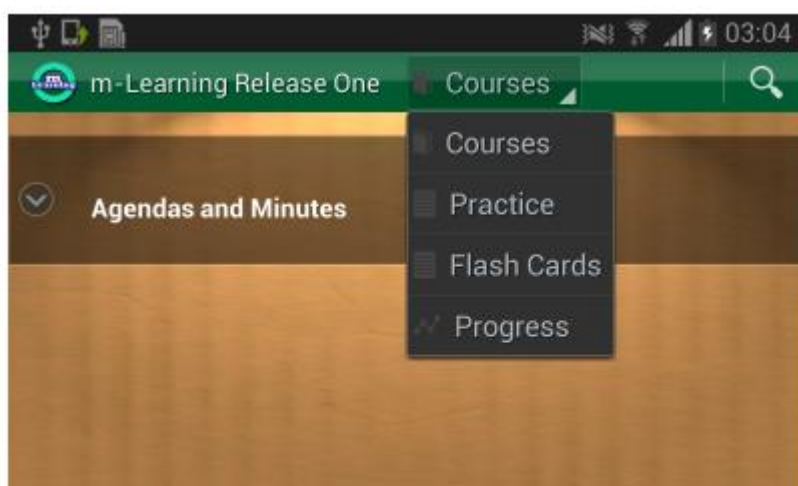 03:04
m-Learning Release One Courses
Courses
Agendas and Minutes
Practice
Flash Cards
Progress